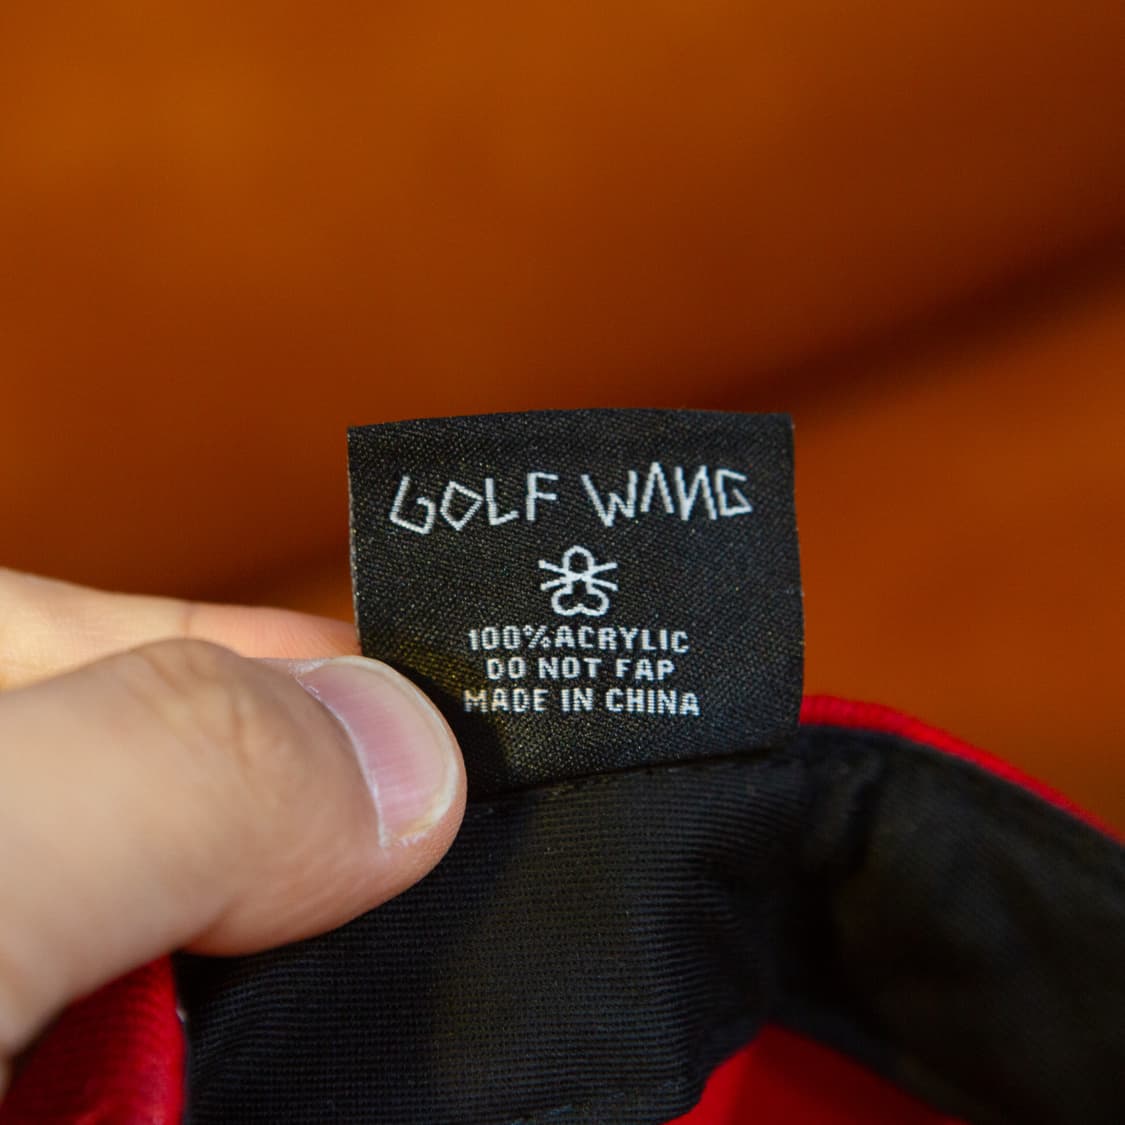 GOLF WANG
100%ACRYLIC
DO NOT FAP
MADE IN CHINA